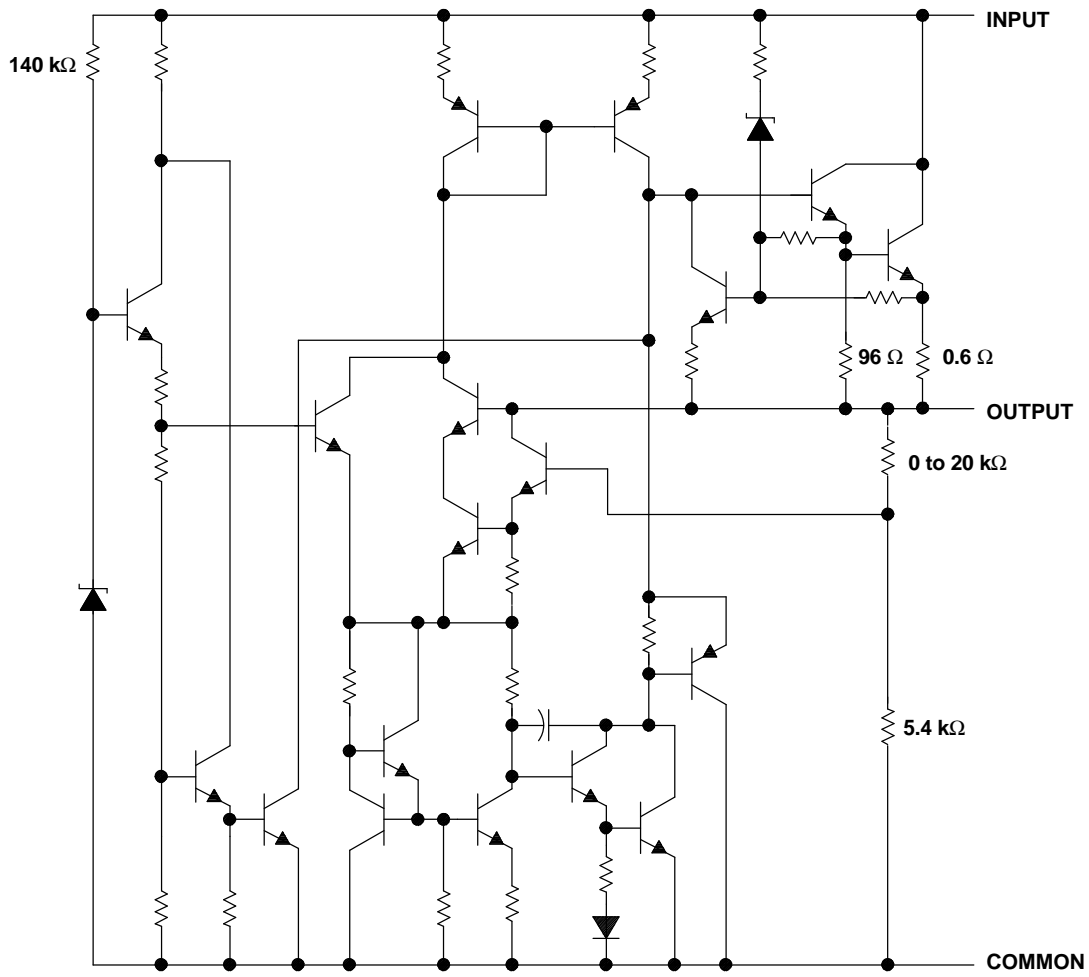 INPUT
140 kΩ
96 Ω
0.6 Ω
OUTPUT
0 to 20 kΩ
5.4 kΩ
COMMON